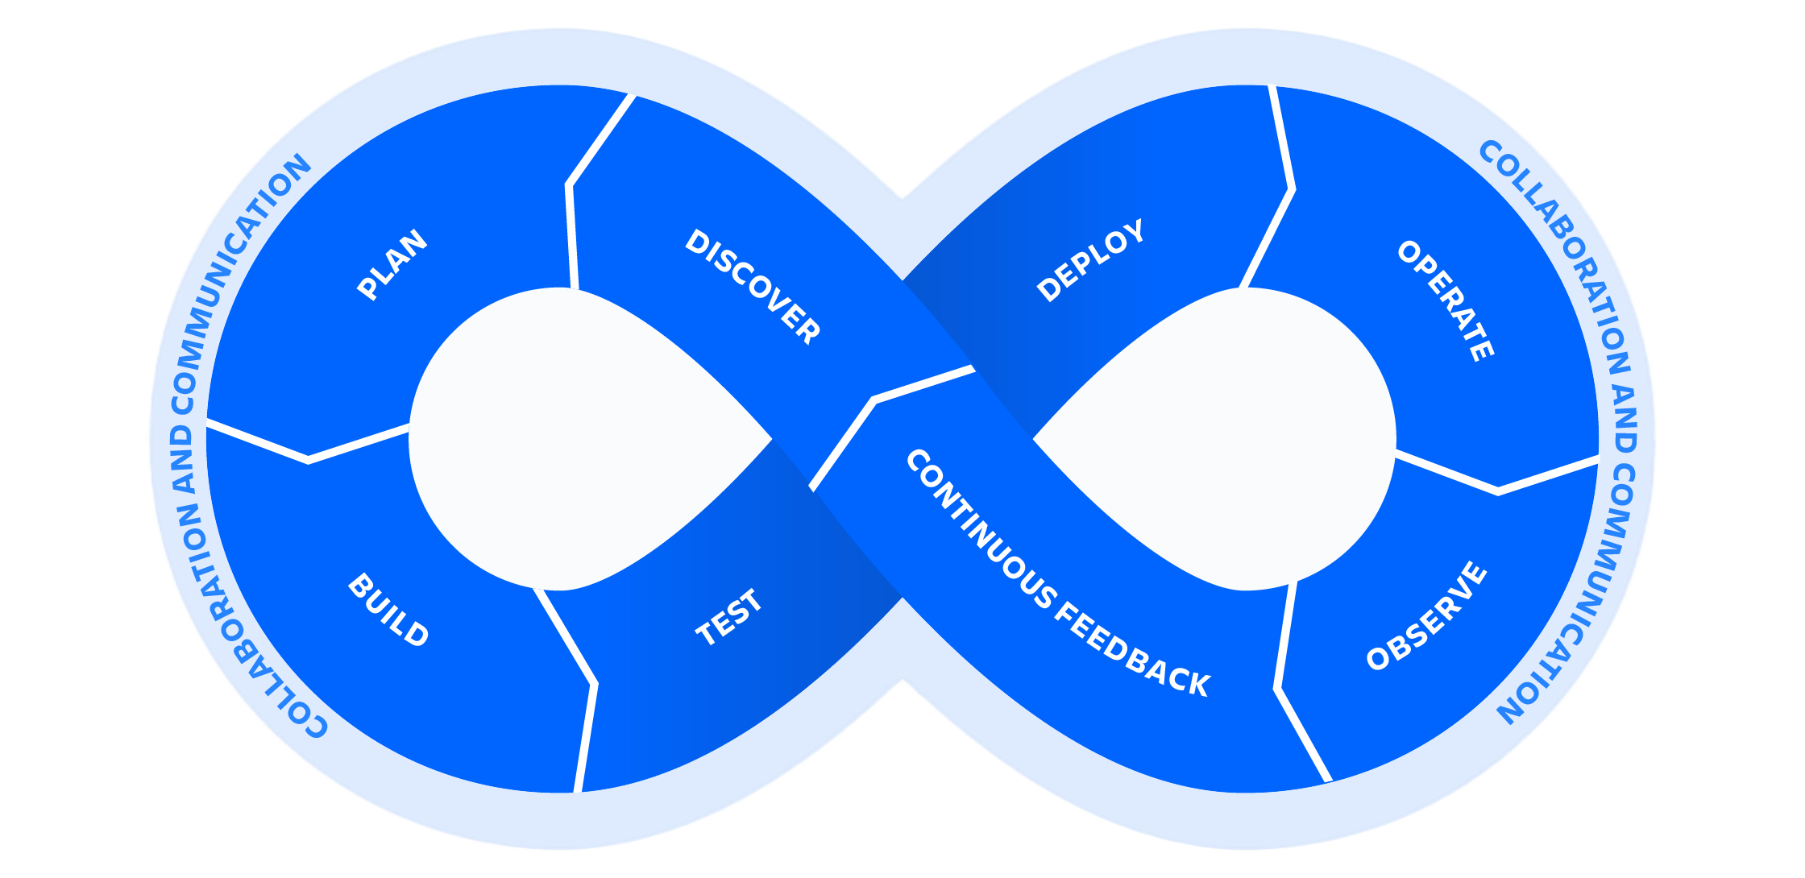 COLLABORATION AND COMMUNICATION
PLAN
DISCOVER
DEPLOY
OPERATE
COLLABORATION AND COMMUNICATION
BUILD
TEST
CONTINUOUS FEEDBACK
OBSERVE